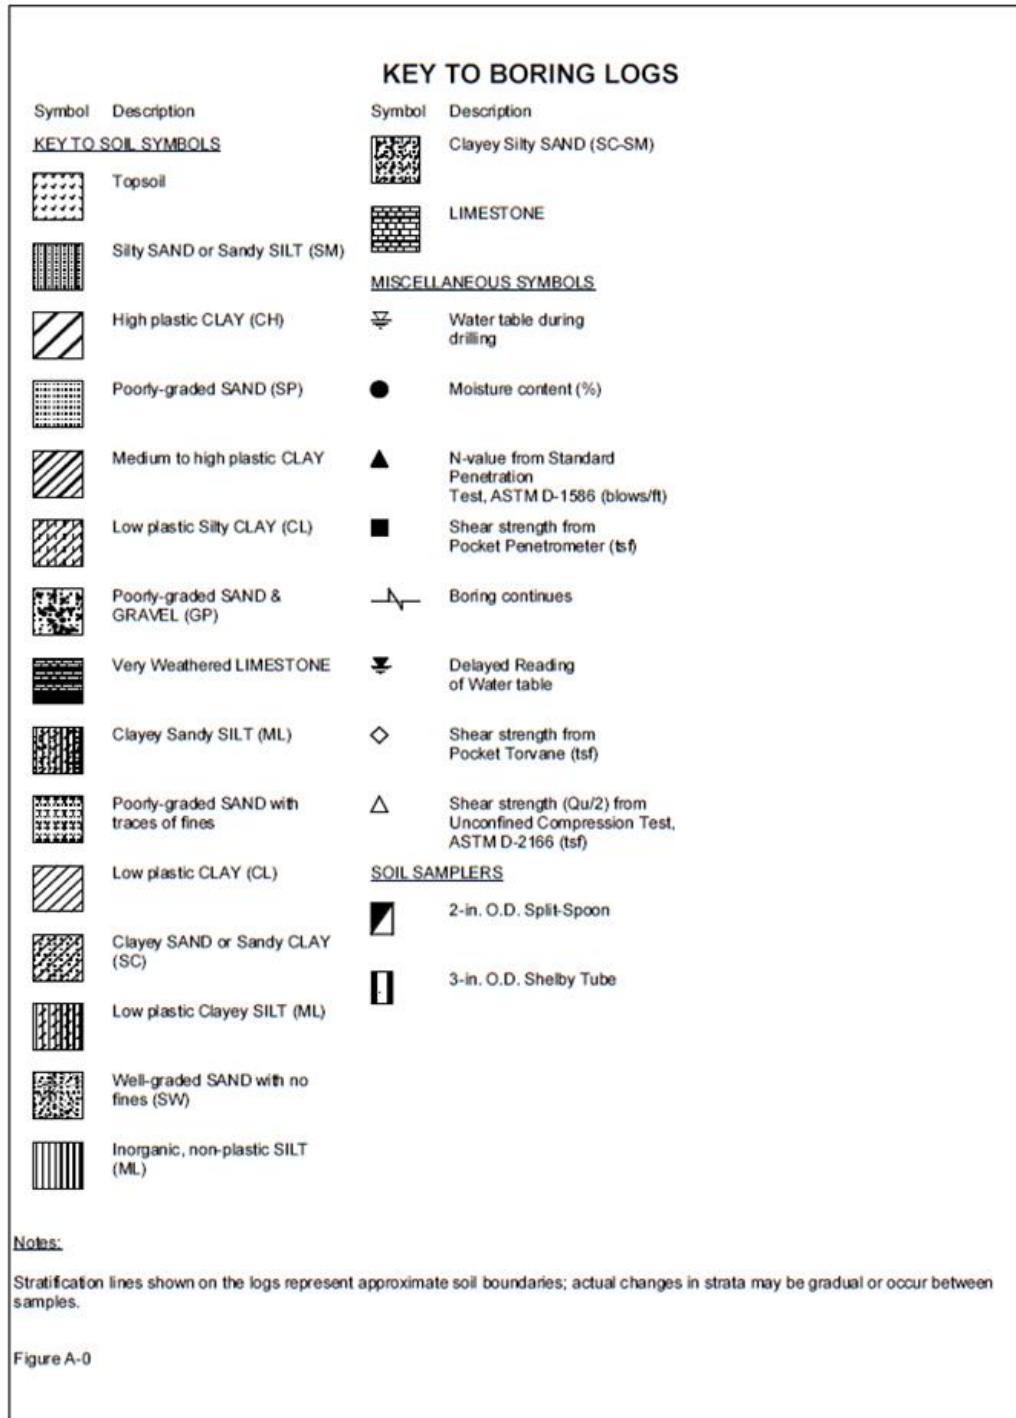 KEY TO BORING LOGS
Symbol Description
KEY TO SOIL SYMBOLS
Topsoil
Silty SAND or Sandy SILT (SM)
High plastic CLAY (CH)
Poorly-graded SAND (SP)
Medium to high plastic CLAY
Low plastic Silty CLAY (CL)
Poorly-graded SAND &
GRAVEL (GP)
Very Weathered LIMESTONE
Clayey Sandy SILT (ML)
Poorly-graded SAND with
traces of fines
Low plastic CLAY (CL)
Clayey SAND or Sandy CLAY
(SC)
Low plastic Clayey SILT (ML)
Well-graded SAND with no
fines (SW)
Inorganic, non-plastic SILT
(ML)
Symbol Description
Clayey Silty SAND (SC-SM)
LIMESTONE
MISCELLANEOUS SYMBOLS
Water table during
drilling
Moisture content (%)
N-value from Standard
Penetration
Test, ASTM D-1586 (blows/ft)
Shear strength from
Pocket Penetrometer (tsf)
Boring continues
Delayed Reading
of Water table
Shear strength from
Pocket Torvane (tsf)
Shear strength (Qu/2) from
Unconfined Compression Test,
ASTM D-2166 (tsf)
SOIL SAMPLERS
2-in. O.D. Split-Spoon
3-in. O.D. Shelby Tube
Notes:
Stratification lines shown on the logs represent approximate soil boundaries; actual changes in strata may be gradual or occur between
samples.
Figure A-0